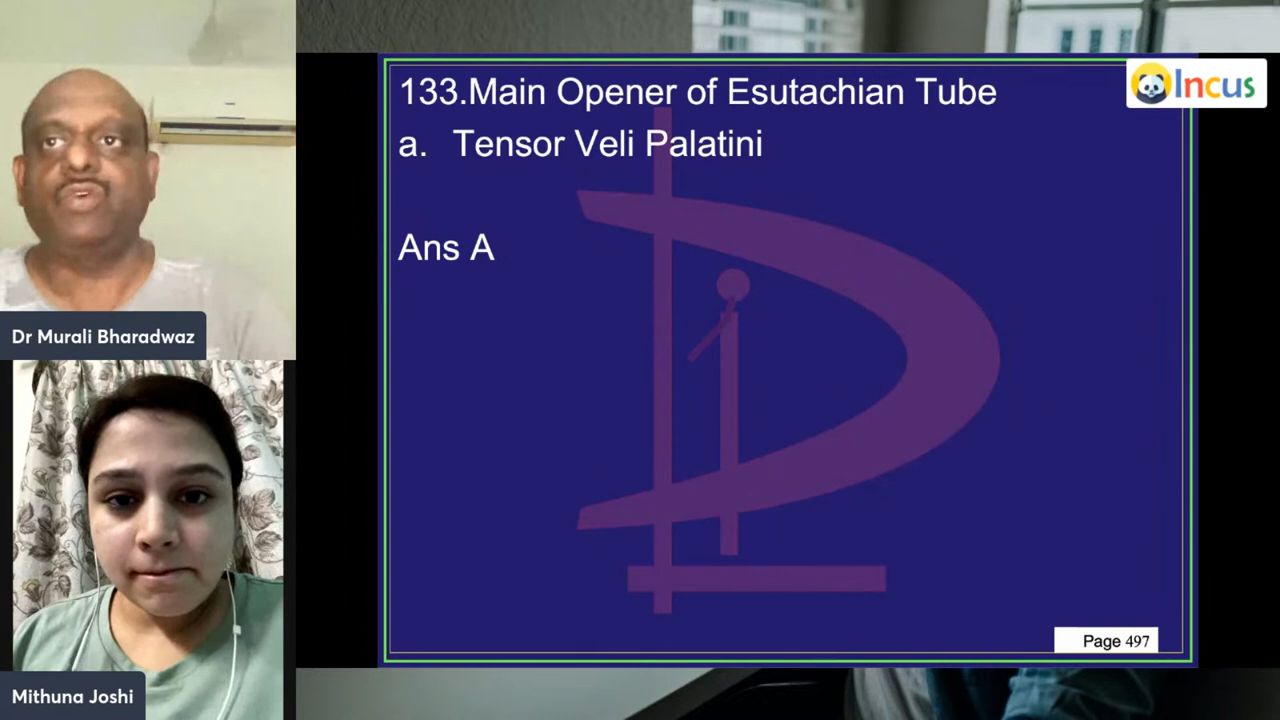 133.Main Opener of Esutachian Tube
a. Tensor Veli Palatini
Ans A
Page 497
Incus
Dr Murali Bharadwaz
Mithuna Joshi